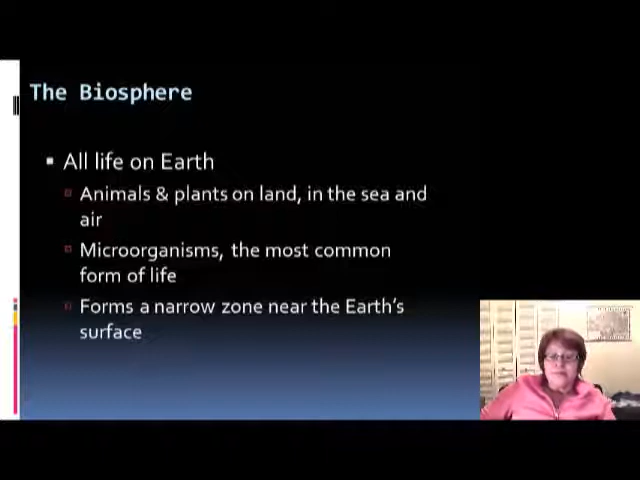 The Biosphere
All life on Earth
Animals & plants on land, in the sea and
air
Microorganisms, the most common
form of life
Forms a narrow zone near the Earth's
surface